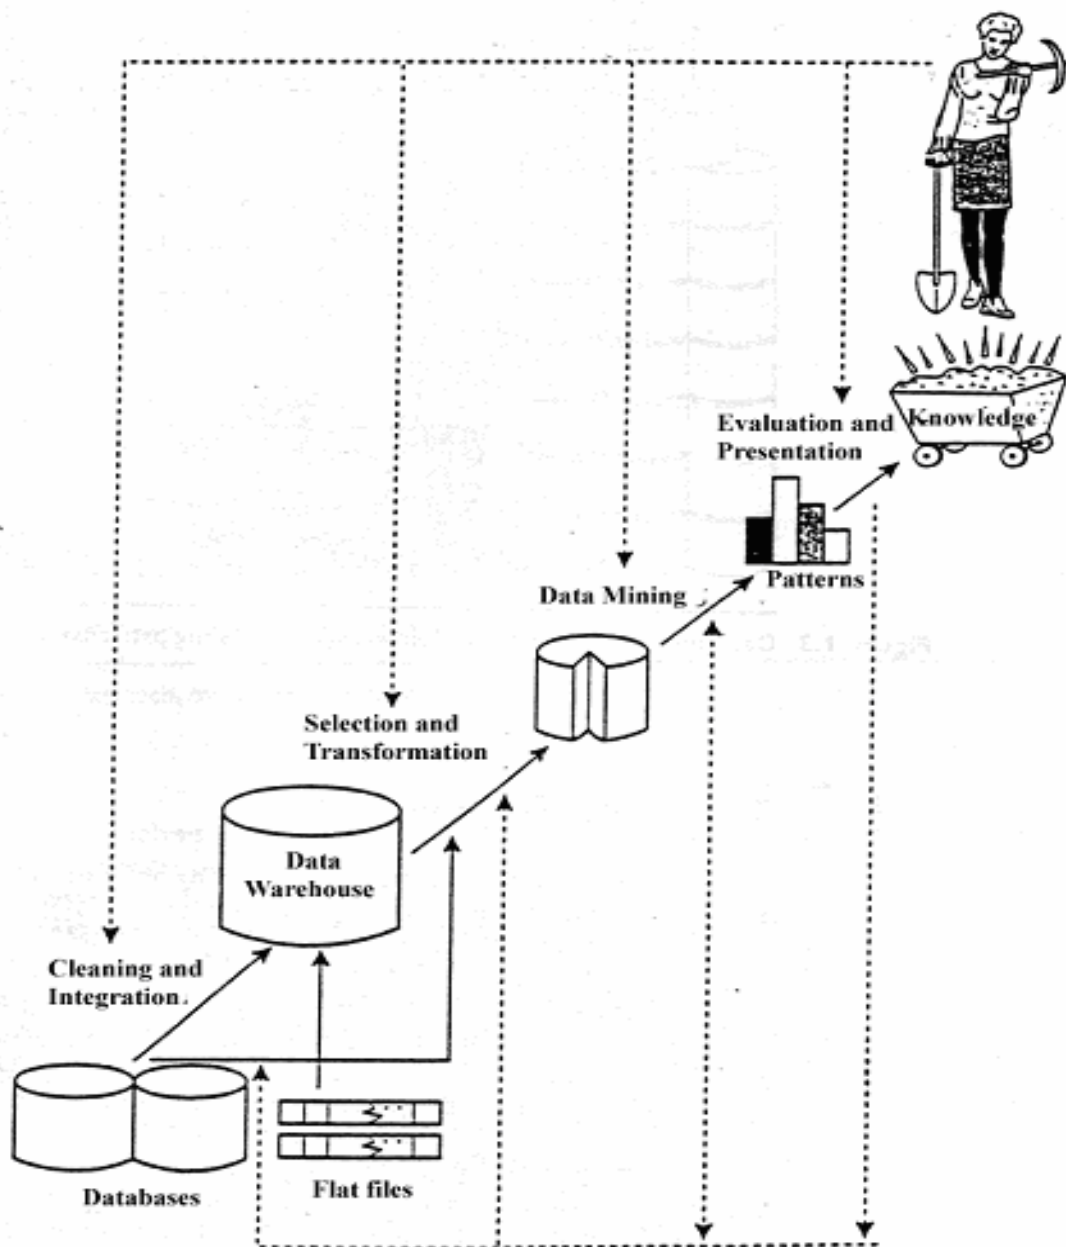 Evaluation and
Presentation
Knowledge
Patterns
Data Mining
Selection and
Transformation
Data
Warehouse
Cleaning and
Integration
Databases
Flat files